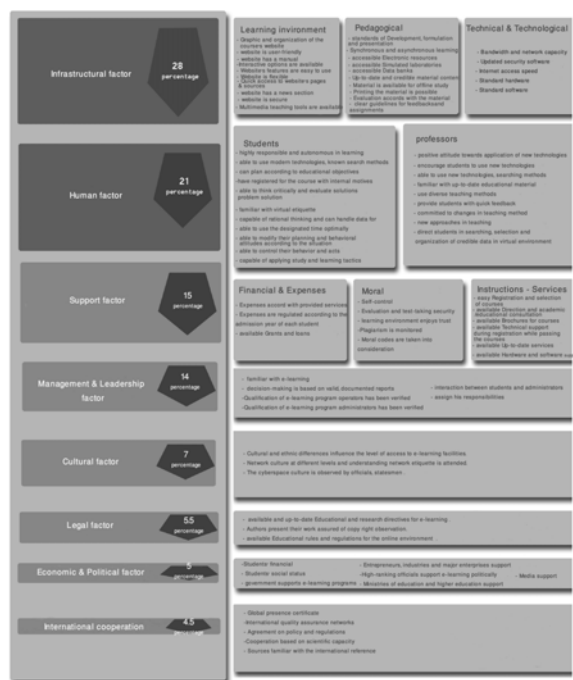 Infrastructural factor
28
percentage
Learning invironment
- Graphic and organization of the
courses website
- website is user-friendly
- website has a manual
-Interactive options are available
- Websites features are easy to use
- Website is flexible
- Quick access to websites pages
& sources
- website has a news section
- website is secure
- Multimedia teaching tools are available
Pedagogical
- standards of Development, formulation
and presentation
- Synchronous and asynchronous learning
- accessible Electronic resources
- accessible Simulated laboratories
- accessible Data banks
- Up-to-date and credible material content
- Material is available for offline study
- Printing the material is possible
- Evaluation accords with the material
- clear guidelines for feedbacks and
assignments
Technical & Technological
- Bandwidth and network capacity
- Updated security software
- Internet access speed
- Standard hardware
- Standard software
Human factor
21
percentage
Students
- highly responsible and autonomous in learning
- able to use modern technologies, known search methods
- can plan according to educational objectives
-have registered for the course with internal motives
- able to think critically and evaluate solutions
problem solution
- familiar with virtual etiquette
- capable of rational thinking and can handle data for
- able to use the designated time optimally
- able to modify their planning and behavioral
attitudes according to the situation
- able to control their behavior and acts
- capable of applying study and learning tactics
professors
- positive attitude towards application of new technologies
- encourage students to use new technologies
- able to use new technologies, searching methods
- familiar with up-to-date educational material
- use diverse teaching methods
- provide students with quick feedback
- committed to changes in teaching method
- new approaches in teaching
- direct students in searching, selection and
organization of credible data in virtual environment
Support factor
15
percentage
Financial & Expenses
- Expenses accord with provided services
- Expenses are regulated according to the
admission year of each student
- available Grants and loans
Moral
- Self-control
- Evaluation and test-taking security
- learning environment enjoys trust
-Plagiarism is monitored
- Moral codes are taken into
consideration
Instructions - Services
- easy Registration and selection
of courses
- available Direction and academic
educational consultation
- available Brochures for courses
- available Technical support
during registration while passing
the courses
- available Up-to-date services
- available Hardware and software
Management & Leadership
factor
14
percentage
- familiar with e-learning
- decision-making is based on valid, documented reports
-Qualification of e-learning program operators has been verified
-Qualification of e-learning program administrators has been verified
- interaction between students and administrators
- assign his responsibilities
Cultural factor
7
percentage
- Cultural and ethnic differences influence the level of access to e-learning facilities
- Network culture at different levels and understanding network etiquette is attended.
- The cyberspace culture is observed by officials, statesmen.
Legal factor
5.5
percentage
- available and up-to-date Educational and research directives for e-learning.
- Authors present their work assured of copy right observation.
- available Educational rules and regulations for the online environment.
Economic & Political factor
5
percentage
-Students' financial
- Students' social status
- government supports e-learning programs
- Entrepreneur, industries and major enterprises support
- High-ranking officials support e-learning politically
- Ministries of education and higher education support
- Media support
International cooperation
4.5
percentage
- Global presence certificate
-International quality assurance networks
- Agreement on policy and regulations
-Cooperation based on scientific capacity
- Sources familiar with the international reference